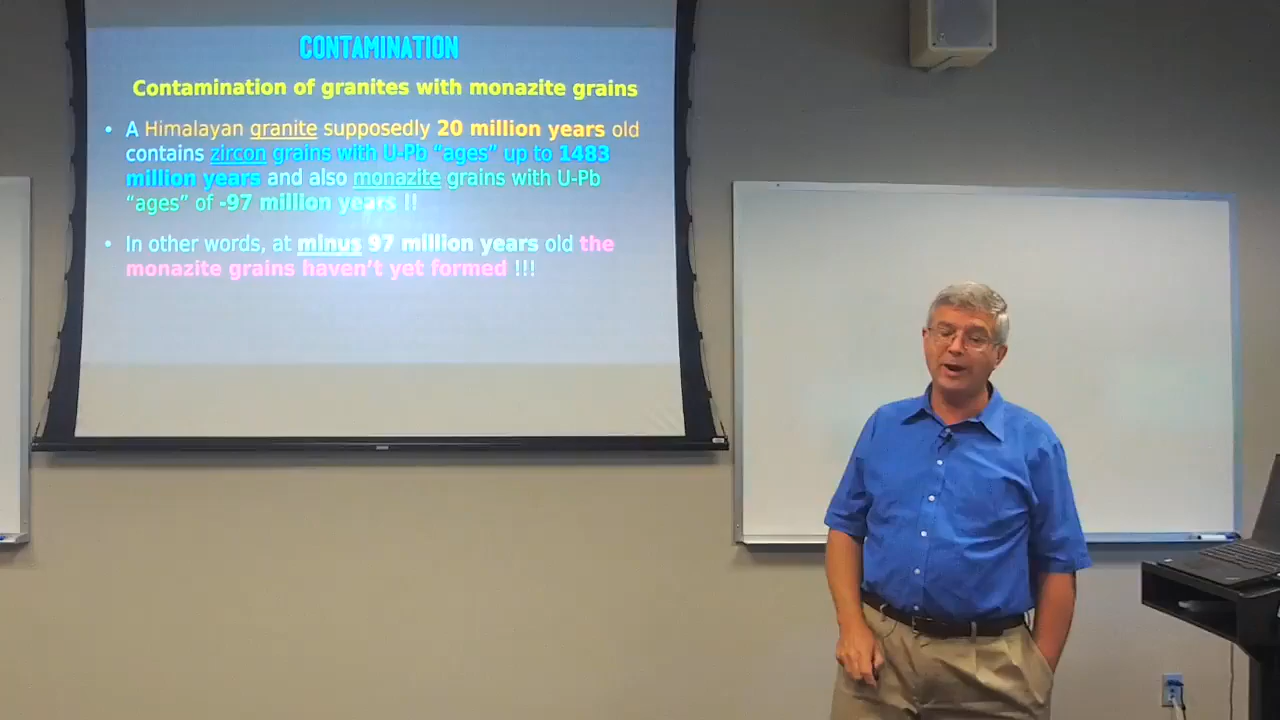 CONTAMINATION
Contamination of granites with monazite grains
• A Himalayan granite supposedly 20 million years old
contains zircon grains with U-Pb “ages” up to 1483
million years and also monazite grains with U-Pb
“ages” of -97 million years !!
• In other words, at minus 97 million years old the
monazite grains haven’t yet formed !!!